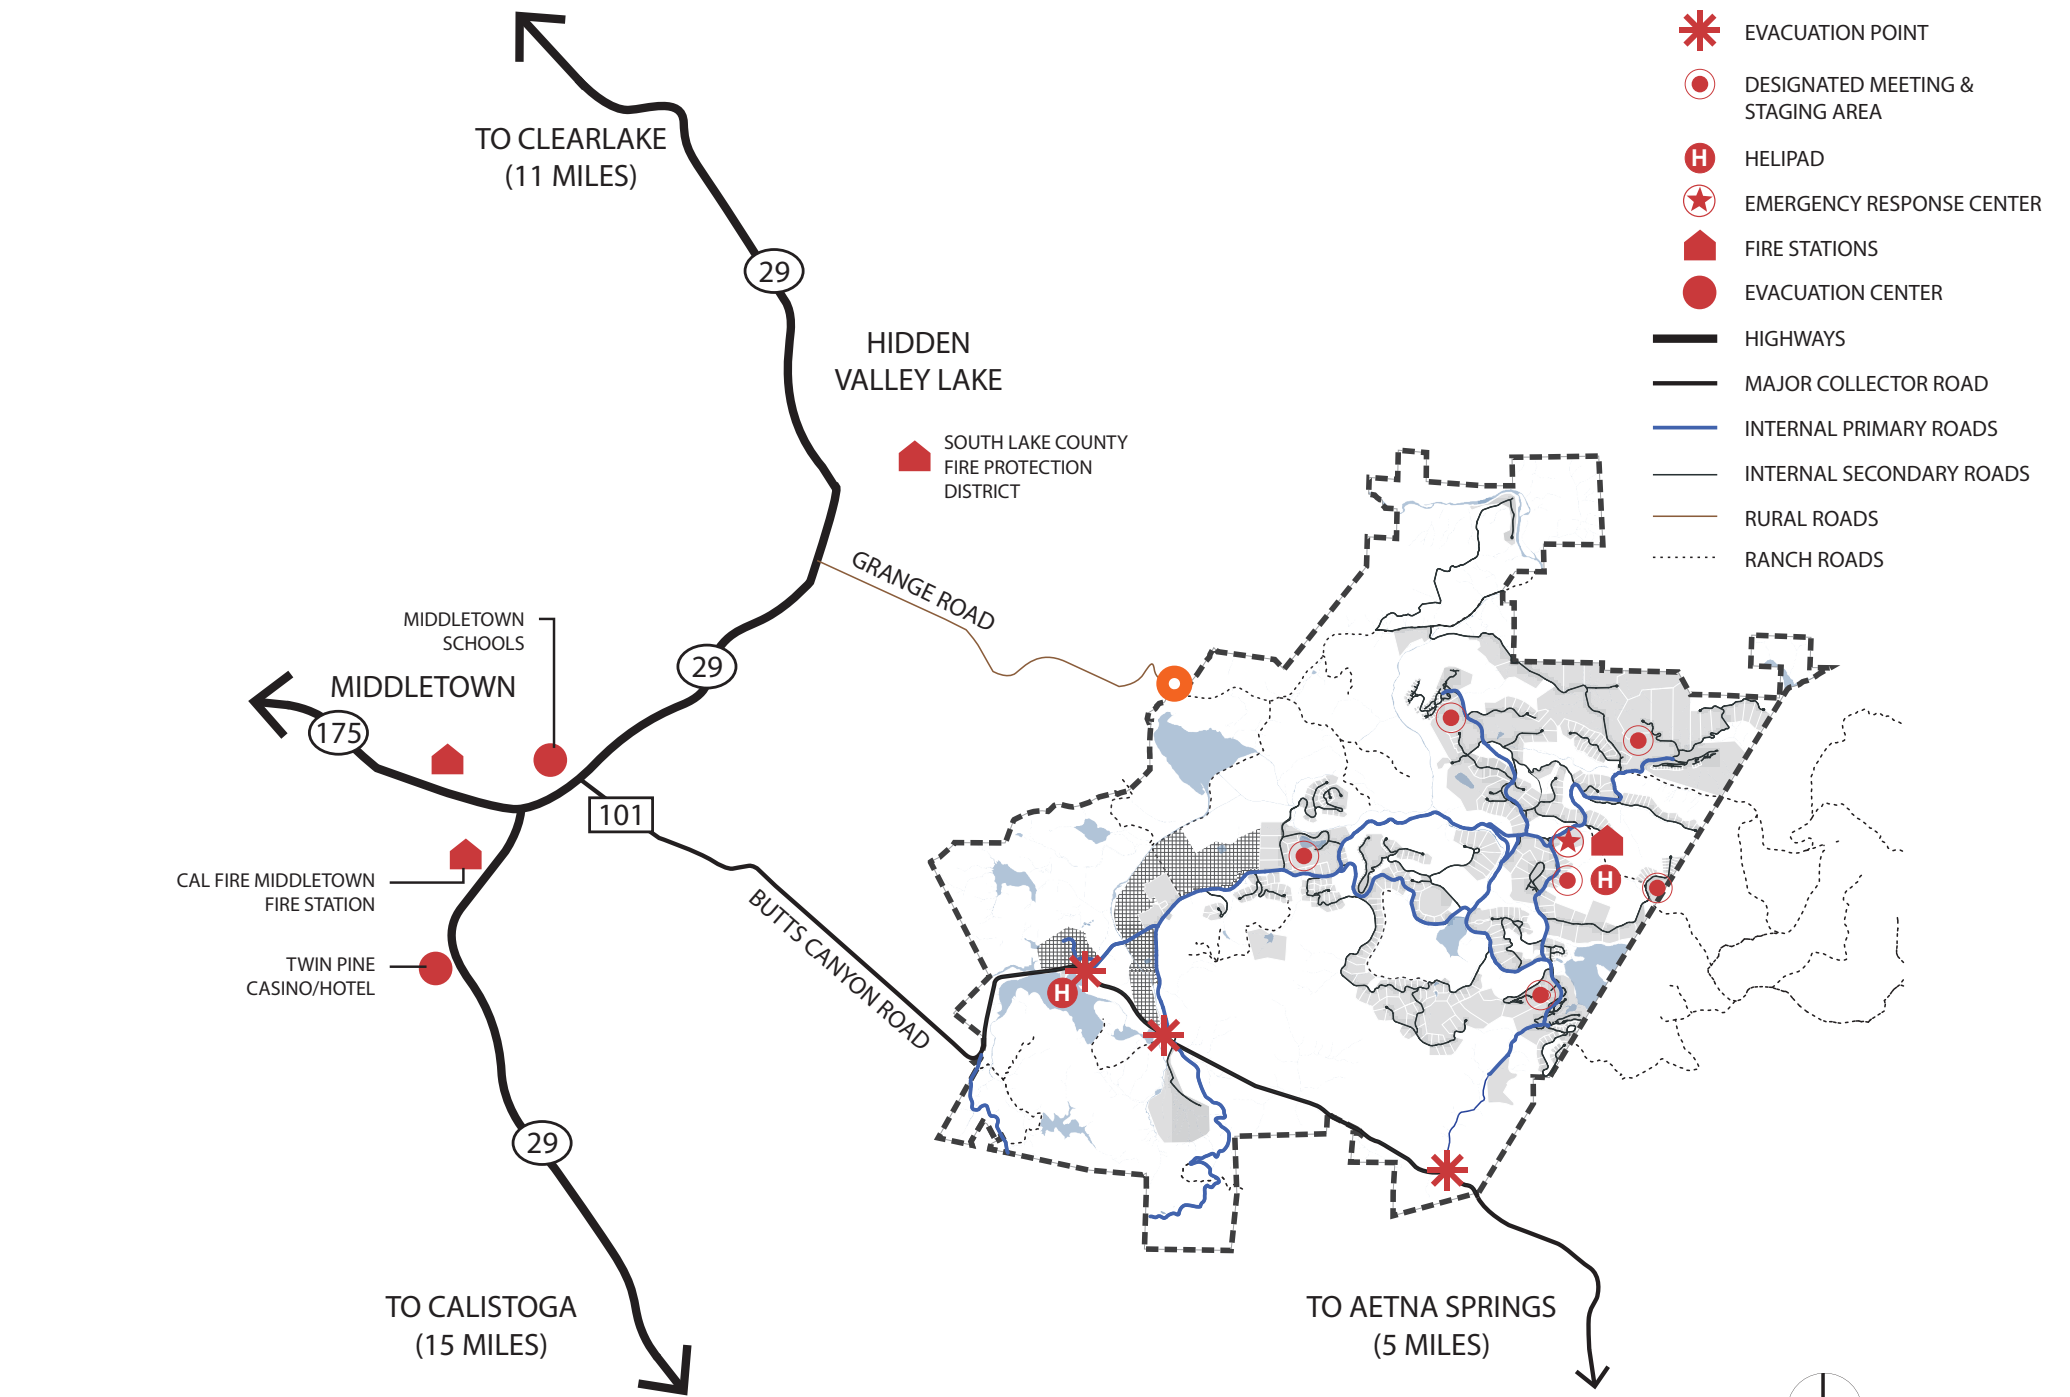 EVACUATION POINT
DESIGNATED MEETING &
STAGING AREA
H
HELIPAD
EMERGENCY RESPONSE CENTER
FIRE STATIONS
EVACUATION CENTER
HIGHWAYS
MAJOR COLLECTOR ROAD
INTERNAL PRIMARY ROADS
INTERNAL SECONDARY ROADS
RURAL ROADS
RANCH ROADS
TO CLEARLAKE
(11 MILES)
29
HIDDEN
VALLEY LAKE
SOUTH LAKE COUNTY
FIRE PROTECTION
DISTRICT
GRANGE ROAD
MIDDLETOWN
SCHOOLS
29
MIDDLETOWN
175
101
CAL FIRE MIDDLETOWN
FIRE STATION
BUTTS CANYON ROAD
TWIN PINE
CASINO/HOTEL
H
H
29
TO CALISTOGA
(15 MILES)
TO AETNA SPRINGS
(5 MILES)